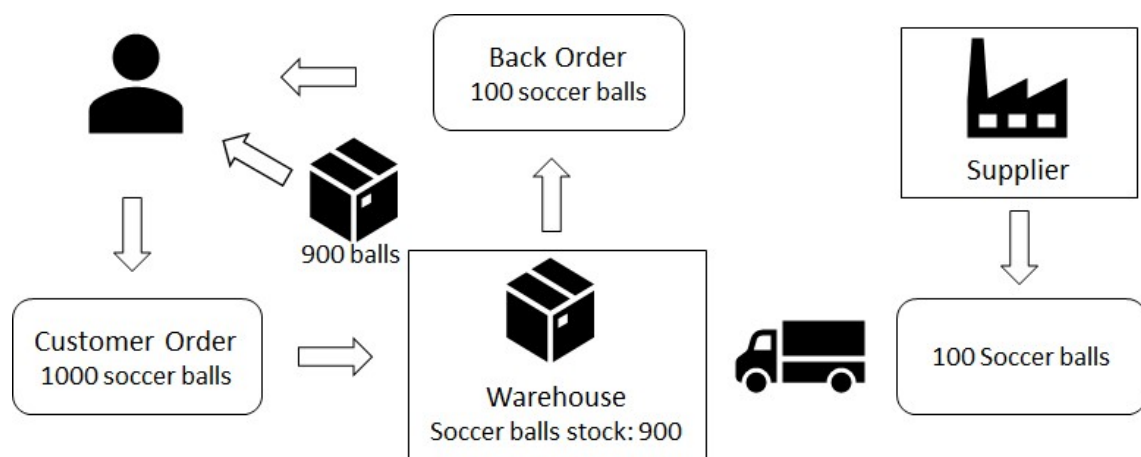 Back Order
100 soccer balls
Supplier
900 balls
Customer Order
1000 soccer balls
Warehouse
Soccer balls stock: 900
100 Soccer balls